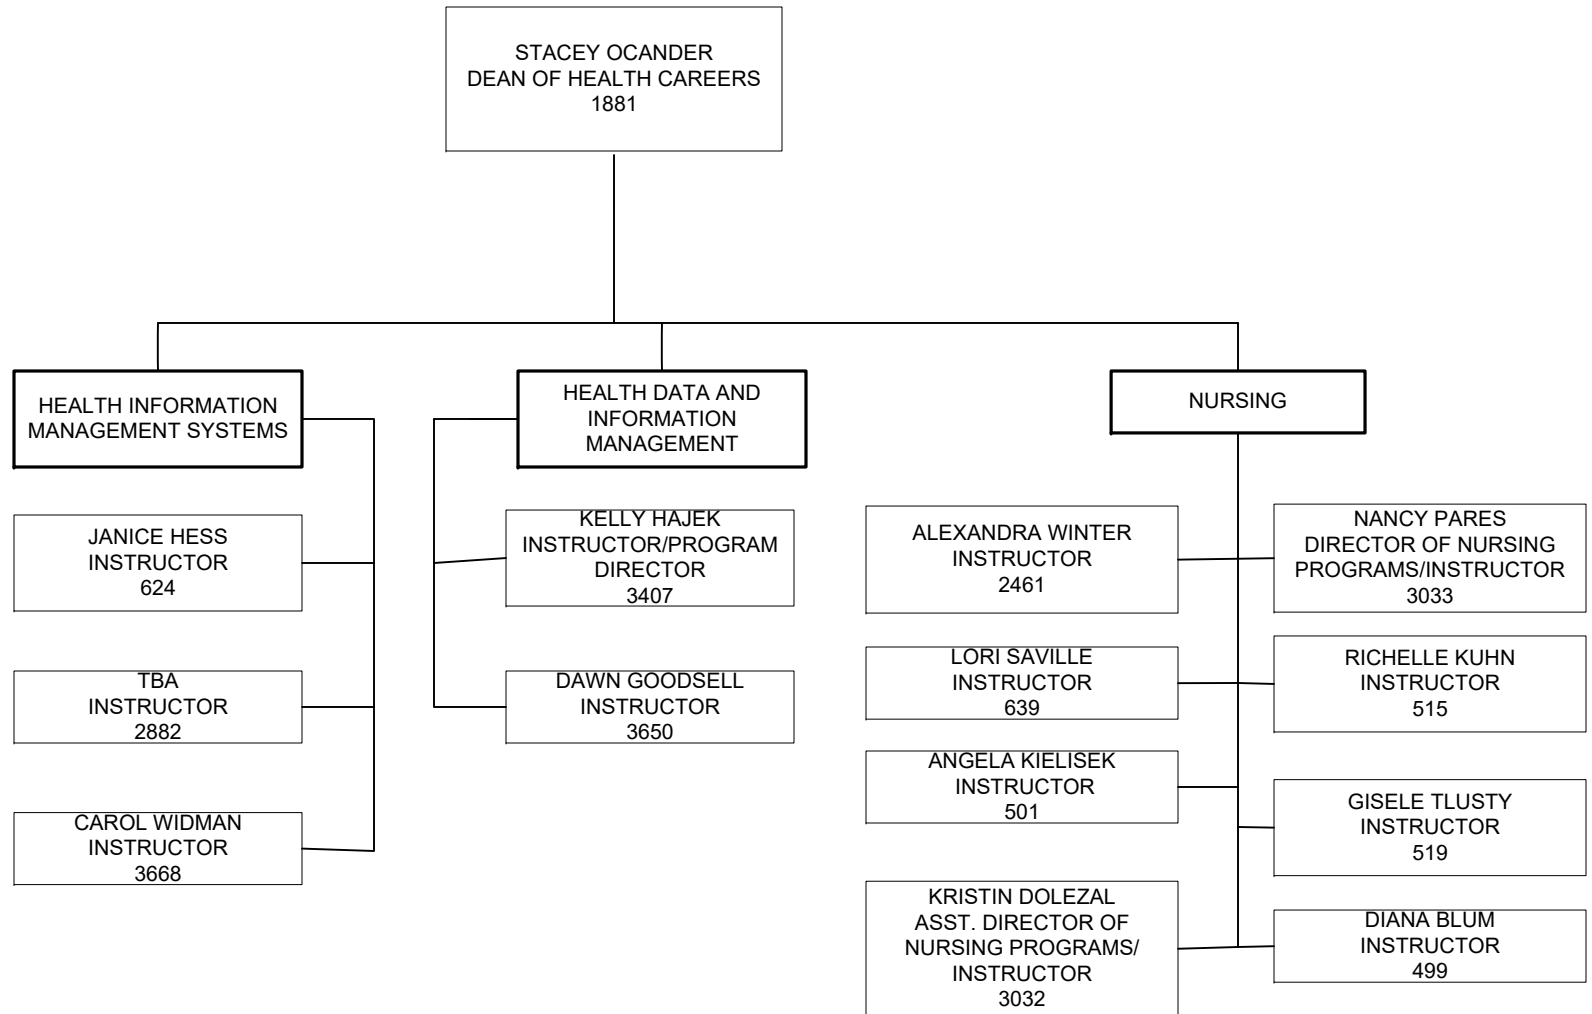 STACEY OCANDER
DEAN OF HEALTH CAREERS
1881
HEALTH INFORMATION
MANAGEMENT SYSTEMS
JANICE HESS
INSTRUCTOR
624
TBA
INSTRUCTOR
2882
CAROL WIDMAN
INSTRUCTOR
3668
HEALTH DATA AND
INFORMATION
MANAGEMENT
KELLY HAJEK
INSTRUCTOR/PROGRAM
DIRECTOR
3407
DAWN GOODSELL
INSTRUCTOR
3650
NURSING
ALEXANDRA WINTER
INSTRUCTOR
2461
NANCY PARES
DIRECTOR OF NURSING
PROGRAMS/INSTRUCTOR
3033
LORI SAVILLE
INSTRUCTOR
639
RICHELLE KUHN
INSTRUCTOR
515
ANGELA KIELISEK
INSTRUCTOR
501
GISELE TLUSTY
INSTRUCTOR
519
KRISTIN DOLEZAL
ASST. DIRECTOR OF
NURSING PROGRAMS/
INSTRUCTOR
3032
DIANA BLUM
INSTRUCTOR
499